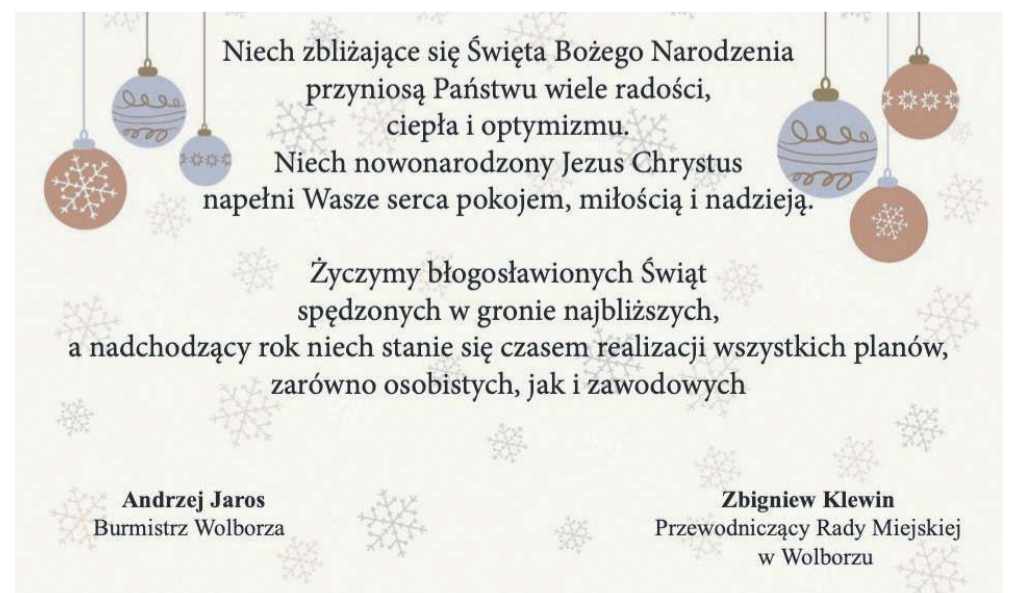 Niech zbliżające się Święta Bożego Narodzenia
przyniosą Państwu wiele radości,
ciepła i optymizmu.
Niech nowonarodzony Jezus Chrystus
napełni Wasze serca pokojem, miłością i nadzieją.
Życzymy błogosławionych Świąt
spędzonych w gronie najbliższych,
a nadchodzący rok niech stanie się czasem realizacji wszystkich planów,
zarówno osobistych, jak i zawodowych
Andrzej Jaros
Burmistrz Wolborza
Zbigniew Klewin
Przewodniczący Rady Miejskiej
w Wolborzu